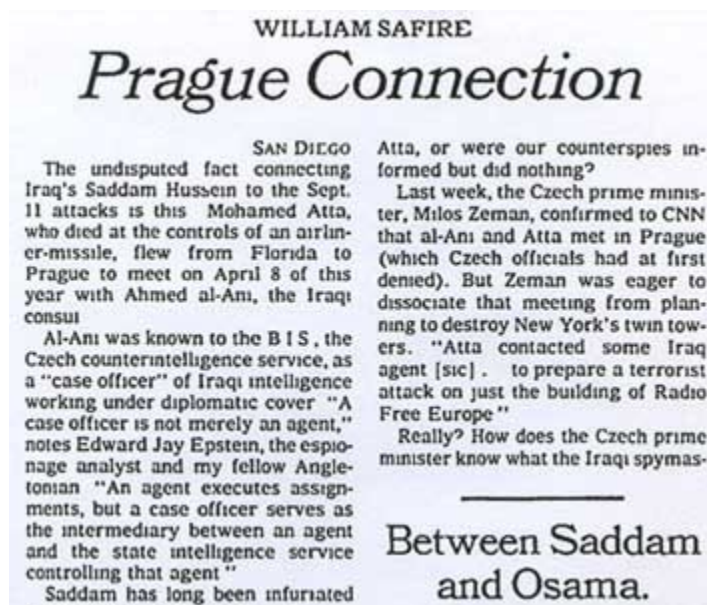 WILLIAM SAFIRE
Prague Connection
SAN DIEGO
The undisputed fact connecting
Iraq's Saddam Hussein to the Sept.
11 attacks is this Mohamed Atta,
who died at the controls of an airlin-
er-missile, flew from Florida to
Prague to meet on April 8 of this
year with Ahmed al-Ani, the Iraqi
consul
Al-Ani was known to the B I S, the
Czech counterintelligence service, as
a "case officer" of Iraqi intelligence
working under diplomatic cover "A
case officer is not merely an agent,"
notes Edward Jay Epstein, the espio-
nage analyst and my fellow Angle-
tonian "An agent executes assign-
ments, but a case officer serves as
the intermediary between an agent
and the state intelligence service
controlling that agent"
Saddam has long been infuriated
Atta, or were our counterspies in-
formed but did nothing?
Last week, the Czech prime minis-
ter, Milos Zeman, confirmed to CNN
that al-Ani and Atta met in Prague
(which Czech officials had at first
denied). But Zeman was eager to
dissociate that meeting from plan-
ning to destroy New York's twin tow-
ers. "Atta contacted some Iraq
agent [sic] . to prepare a terrorist
attack on just the building of Radio
Free Europe"
Really? How does the Czech prime
minister know what the Iraqi spymas-
Between Saddam
and Osama.